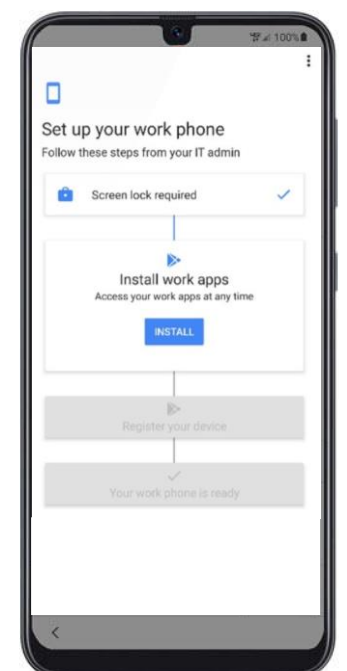 100%
Set up your work phone
Follow these steps from your IT admin
Screen lock required
Install work apps
Access your work apps at any time
INSTALL
Register your device
Your work phone is ready